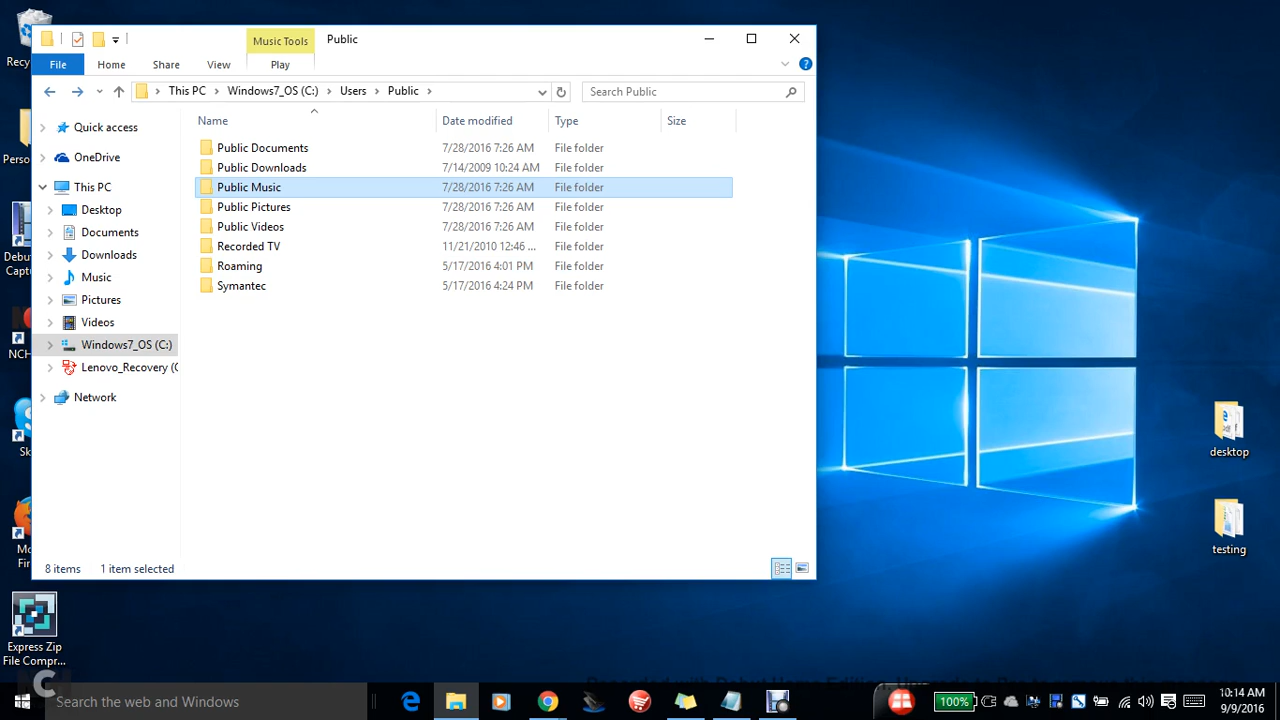 Music Tools
Public
File
Home
Share
View
Play
This PC
Windows7_OS (C:)
Users
Public
Search Public
Name
Date modified
Type
Size
Public Documents 7/28/2016 7:26 AM File folder
Public Downloads 7/14/2009 10:24 AM File folder
Public Music 7/28/2016 7:26 AM File folder
Public Pictures 7/28/2016 7:26 AM File folder
Public Videos 7/28/2016 7:26 AM File folder
Recorded TV 11/21/2010 12:46 ... File folder
Roaming 5/17/2016 4:01 PM File folder
Symantec 5/17/2016 4:24 PM File folder
Quick access
OneDrive
This PC
Desktop
Documents
Downloads
Music
Pictures
Videos
Windows7_OS (C:)
Lenovo_Recovery (
Network
8 items
1 item selected
Recy
Perso
Debu
Captu
NCH
Sk
Mo
Fir
Express Zip
File Compr...
desktop
testing
Search the web and Windows
100%
10:14 AM
9/9/2016